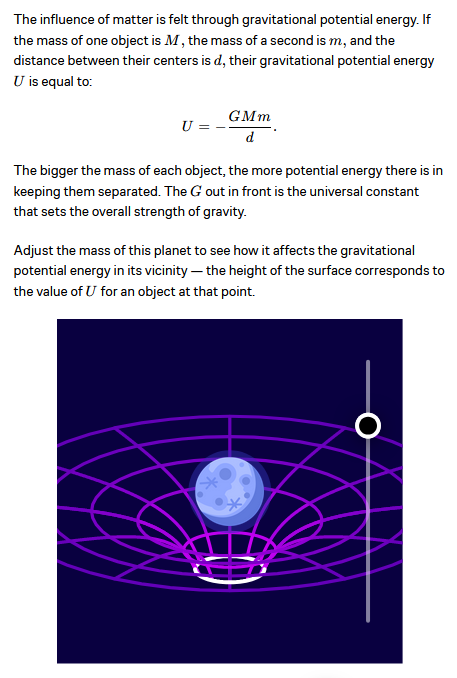 The influence of matter is felt through gravitational potential energy. If
the mass of one object is M, the mass of a second is m, and the
distance between their centers is d, their gravitational potential energy
U is equal to:
U = − GMm / d .
The bigger the mass of each object, the more potential energy there is in
keeping them separated. The G out in front is the universal constant
that sets the overall strength of gravity.
Adjust the mass of this planet to see how it affects the gravitational
potential energy in its vicinity — the height of the surface corresponds to
the value of U for an object at that point.